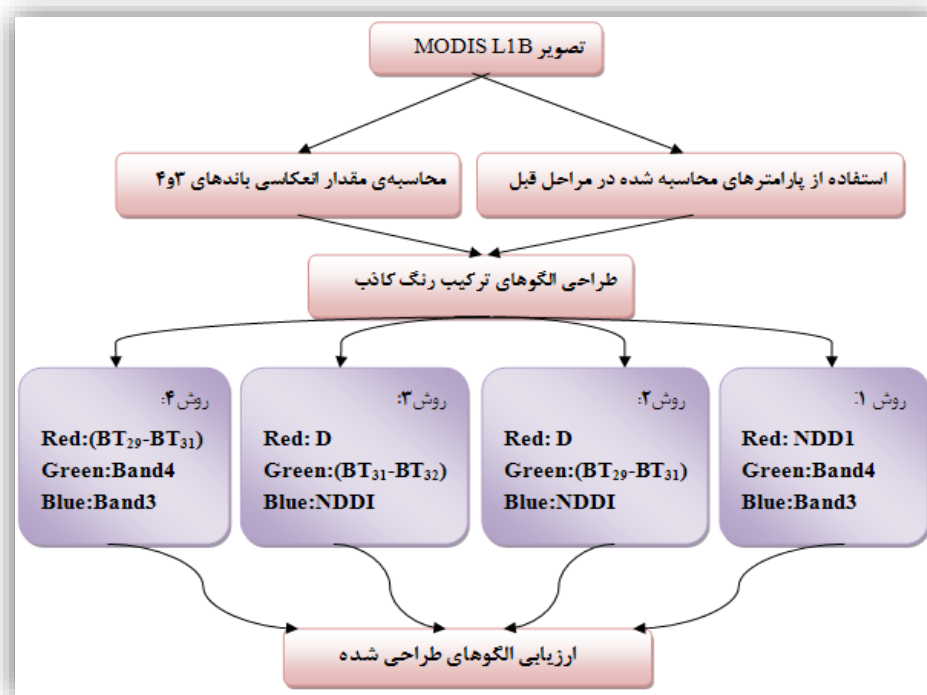 تصویر MODIS L1B
استفاده از پارامترهای محاسبه شده در مراحل قبل
محاسبه‌ی مقدار انعکاسی باندهای ۳و۴
طراحی الگوهای ترکیب رنگ کاذب
روش ۱:
Red: NDD1
Green:Band4
Blue:Band3
روش۲:
Red: D
Green:(BT₂₉-BT₃₁)
Blue:NDDI
روش۳:
Red: D
Green:(BT₃₁-BT₃₂)
Blue:NDDI
روش۴:
Red:(BT₂₉-BT₃₁)
Green:Band4
Blue:Band3
ارزیابی الگوهای طراحی شده